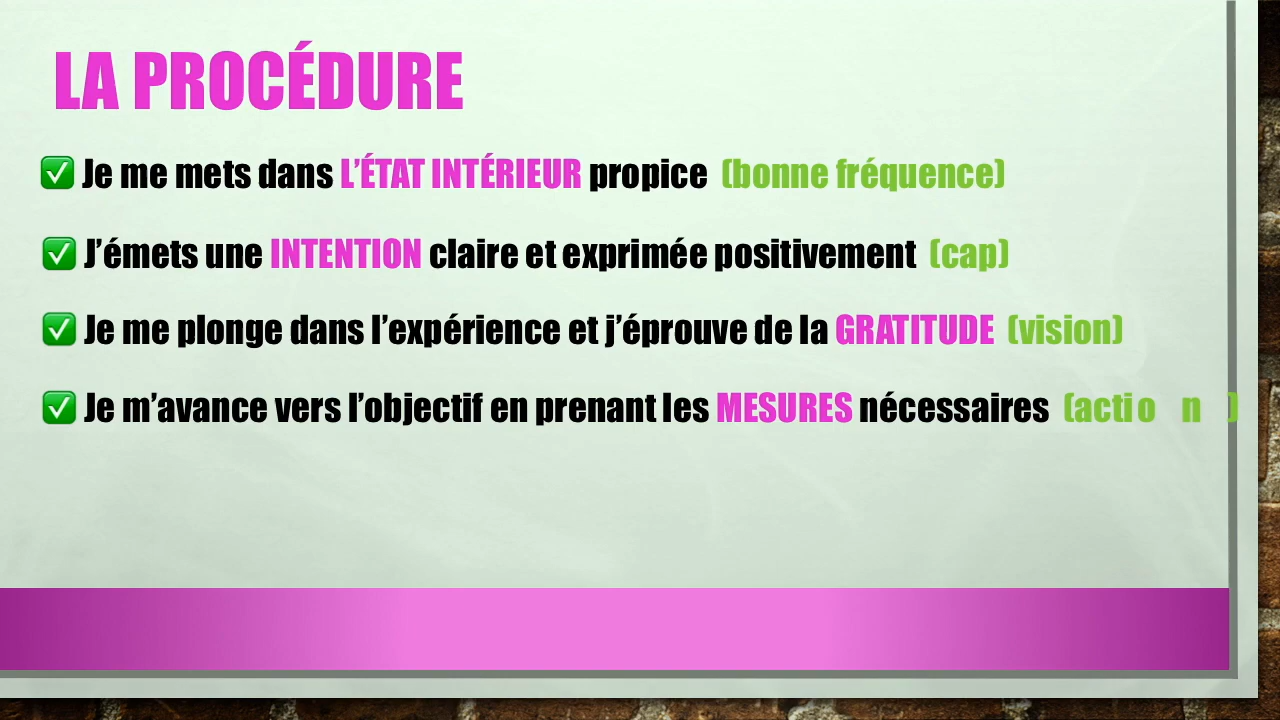 LA PROCÉDURE
✅ Je me mets dans L’ÉTAT INTÉRIEUR propice (bonne fréquence)
✅ J’émets une INTENTION claire et exprimée positivement (cap)
✅ Je me plonge dans l’expérience et j’éprouve de la GRATITUDE (vision)
✅ Je m’avance vers l’objectif en prenant les MESURES nécessaires (action)